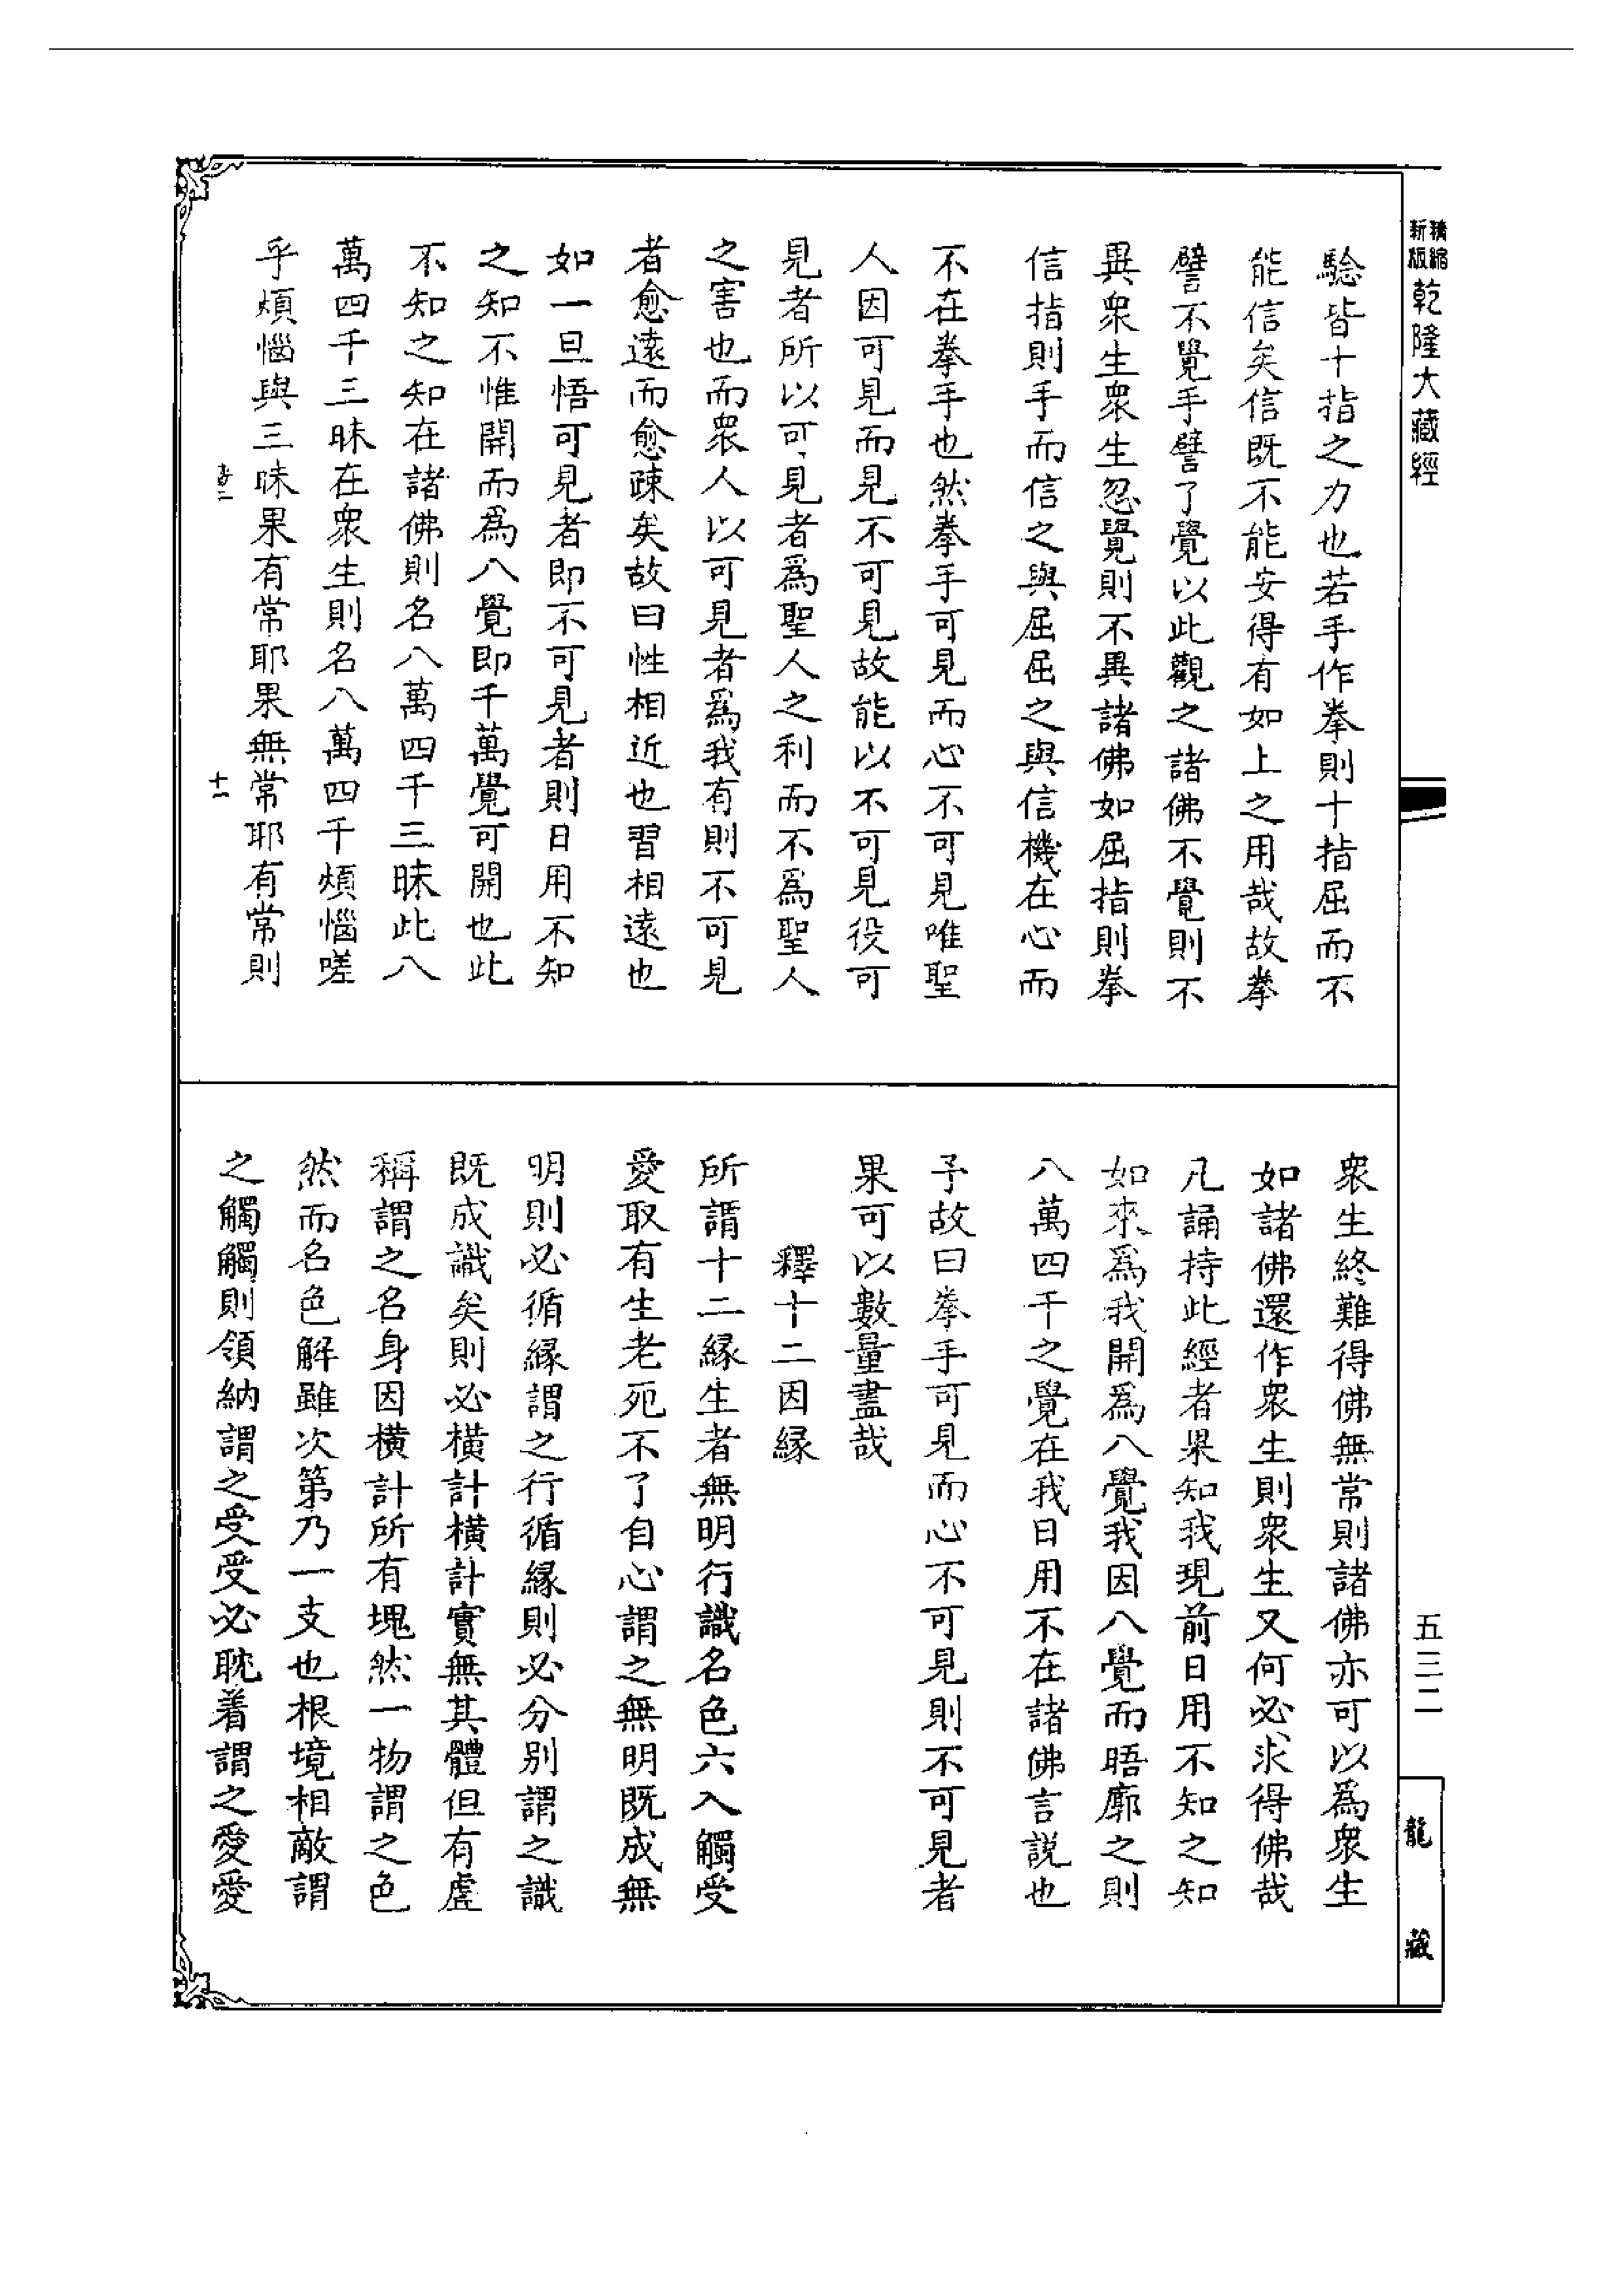 精縮新版乾隆大藏經
驗皆十指之力也若手作拳則十指屈而不
能信矣信既不能安得有如上之用哉故拳
譬不覺手譬了覺以此觀之諸佛不覺則不
異衆生衆生忽覺則不異諸佛如屈指則拳
信指則手而信之與屈屈之與信機在心而
不在拳手也然拳手可見而心不可見唯聖
人因可見而見不可見故能以不可見役可
見者所以可見者爲聖人之利而不爲聖人
之害也而衆人以可見者爲我有則不可見
者愈遠而愈疎矣故曰性相近也習相遠也
如一旦悟可見者即不可見者則日用不知
之知不惟開而爲八覺即千萬覺可開也此
不知之知在諸佛則名八萬四千三昧此八
萬四千三昧在衆生則名八萬四千煩惱嗟
乎煩惱與三昧果有常耶果無常耶有常則
十一
衆生終難得佛無常則諸佛亦可以爲衆生
如諸佛還作衆生則衆生又何必求得佛哉
凡誦持此經者果知我現前日用不知之知
如來爲我開爲八覺我因八覺而晤廓之則
八萬四千之覺在我日用不在諸佛言説也
予故曰拳手可見而心不可見則不可見者
果可以數量盡哉
釋十二因縁
所謂十二縁生者無明行識名色六入觸受
愛取有生老死不了自心謂之無明既成無
明則必循縁謂之行循縁則必分別謂之識
既成識矣則必橫計橫計實無其體但有虛
稱謂之名身因橫計所有塊然一物謂之色
然而名色解雖次第乃一支也根境相敵謂
之觸觸則領納謂之受受必耽着謂之愛愛
五三二
龍藏